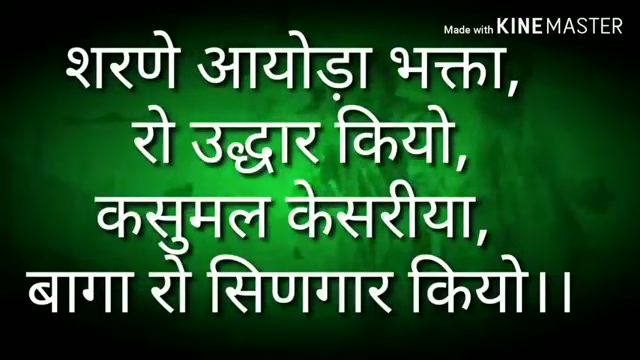 Made with KINEMASTER
शरणे आयोड़ा भक्ता,
रो उद्धार कियो,
कसुमल केसरीया,
बागा रो सिणगार कियो।।